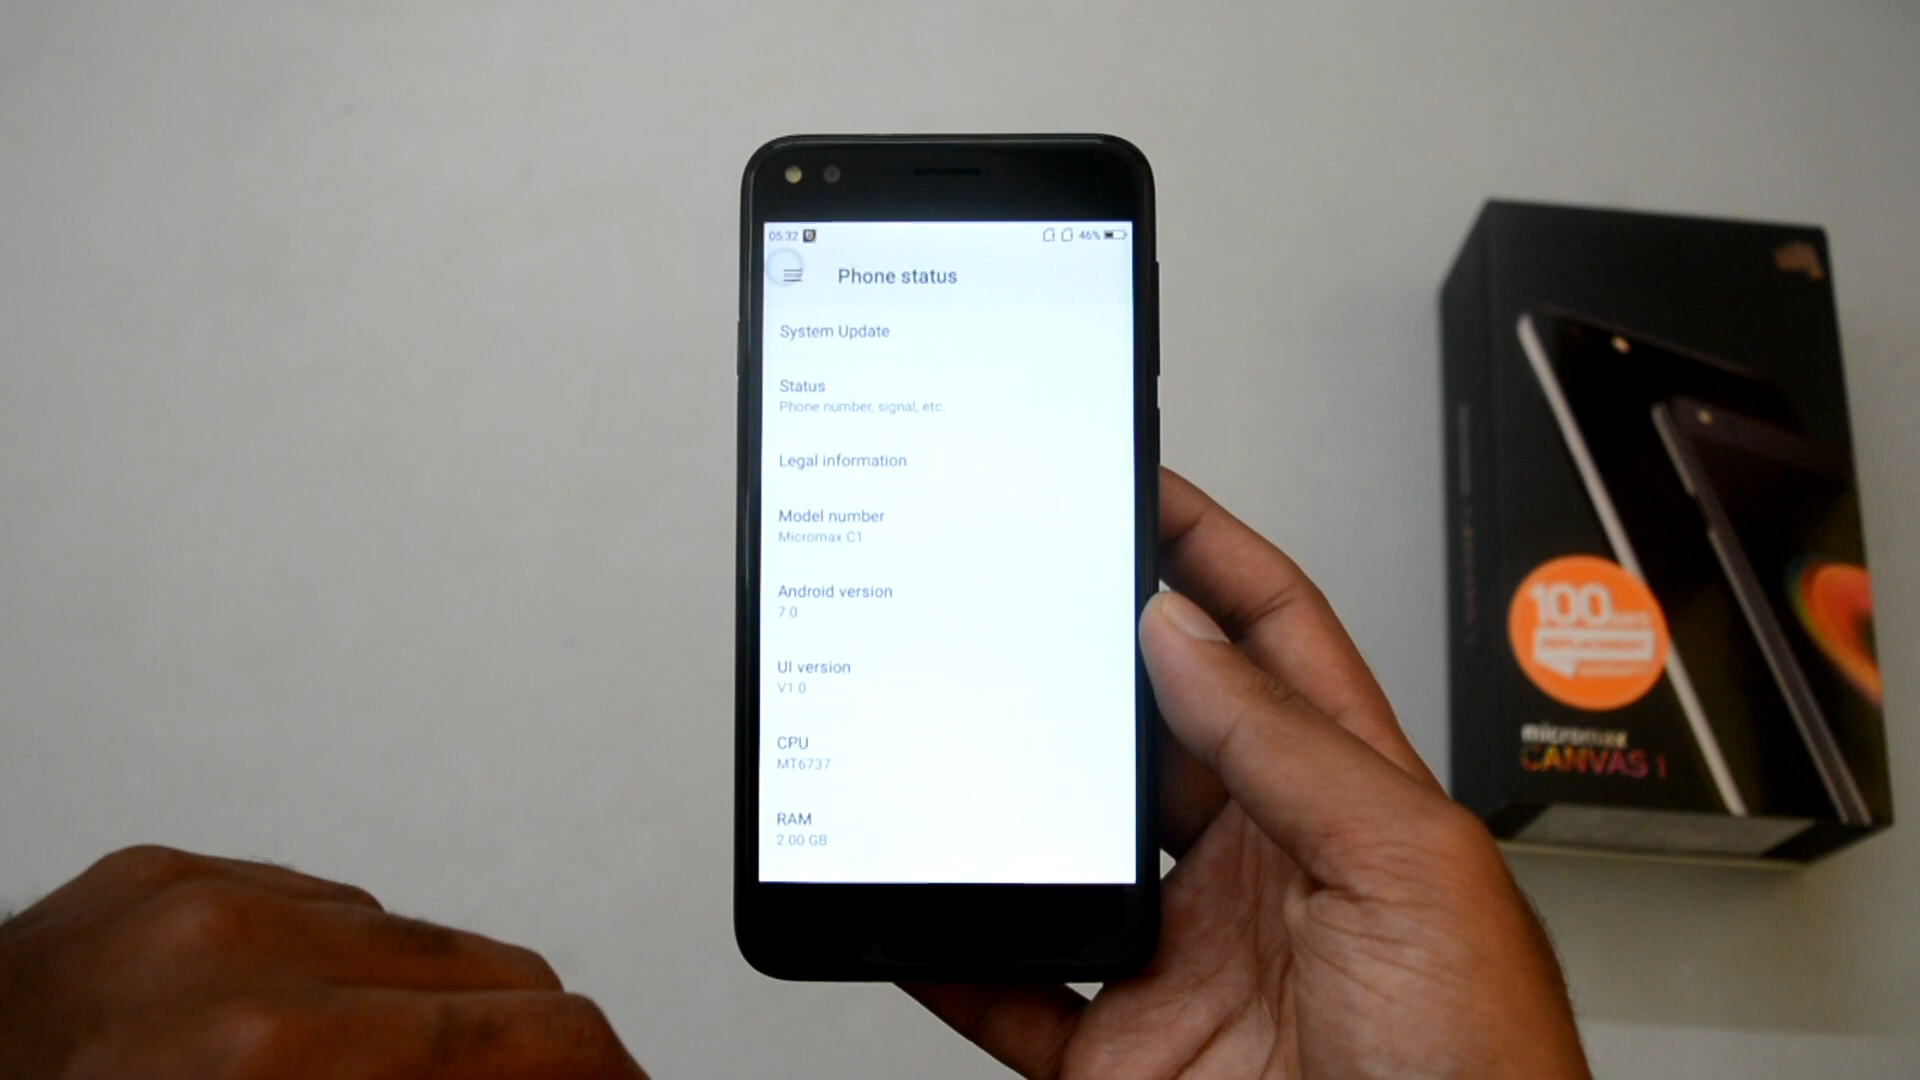 05:32
46%
Phone status
System Update
Status
Phone number, signal, etc.
Legal information
Model number
Micromax C1
Android version
7.0
UI version
V1.0
CPU
MT6737
RAM
2.00 GB
100
REPLACEMENT
micromax
CANVAS 1